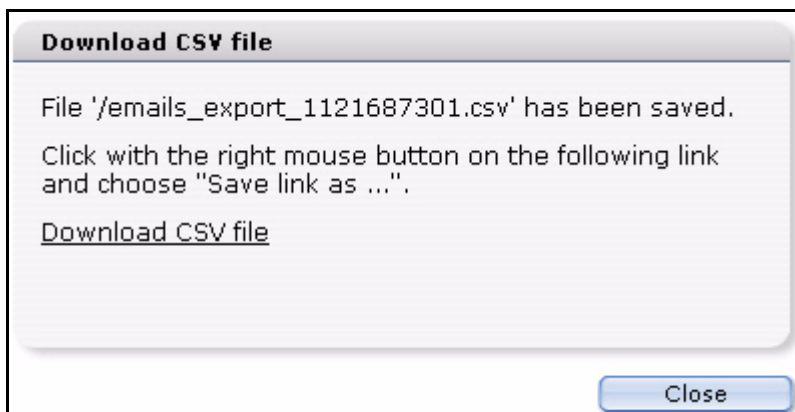 Download CSV file
File '/emails_export_1121687301.csv' has been saved.
Click with the right mouse button on the following link
and choose "Save link as ...".
Download CSV file
Close